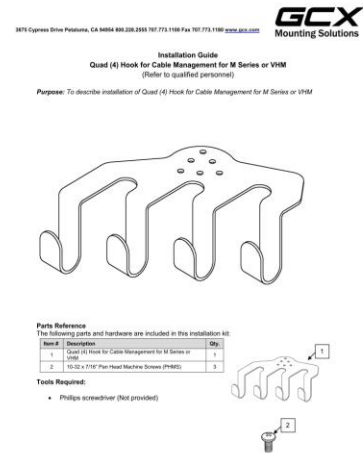 GCX
Mounting Solutions
3875 Cypress Drive Petaluma, CA 94954 800.228.2555 707.773.1100 Fax 707.773.1180 www.gcx.com
Installation Guide
Quad (4) Hook for Cable Management for M Series or VHM
(Refer to qualified personnel)
Purpose: To describe installation of Quad (4) Hook for Cable Management for M Series or VHM
Parts Reference
The following parts and hardware are included in this installation kit.
Item # Description Qty.
1 Quad (4) Hook for Cable Management for M Series or
VHM 1
2 10-32 x 7/16" Pan Head Machine Screws (PHMS) 3
1
Tools Required:
• Phillips screwdriver (Not provided)
2